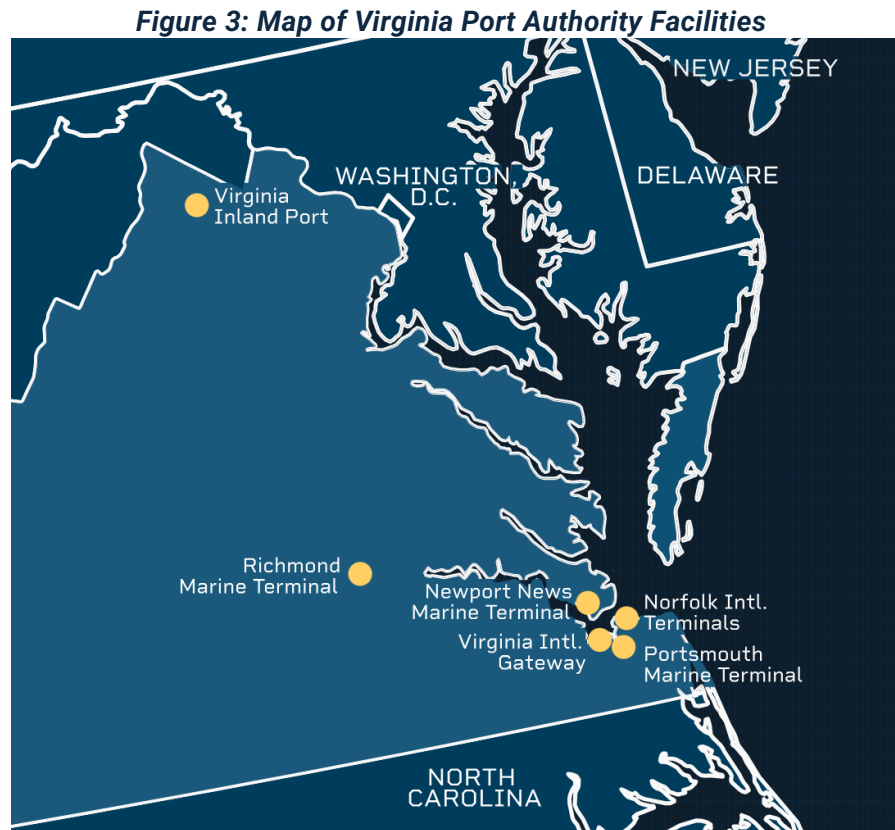 Figure 3: Map of Virginia Port Authority Facilities
NEW JERSEY
WASHINGTON,
D.C.
DELAWARE
Virginia
Inland Port
Richmond
Marine Terminal
Newport News
Marine Terminal
Norfolk Intl.
Terminals
Virginia Intl.
Gateway
Portsmouth
Marine Terminal
NORTH
CAROLINA